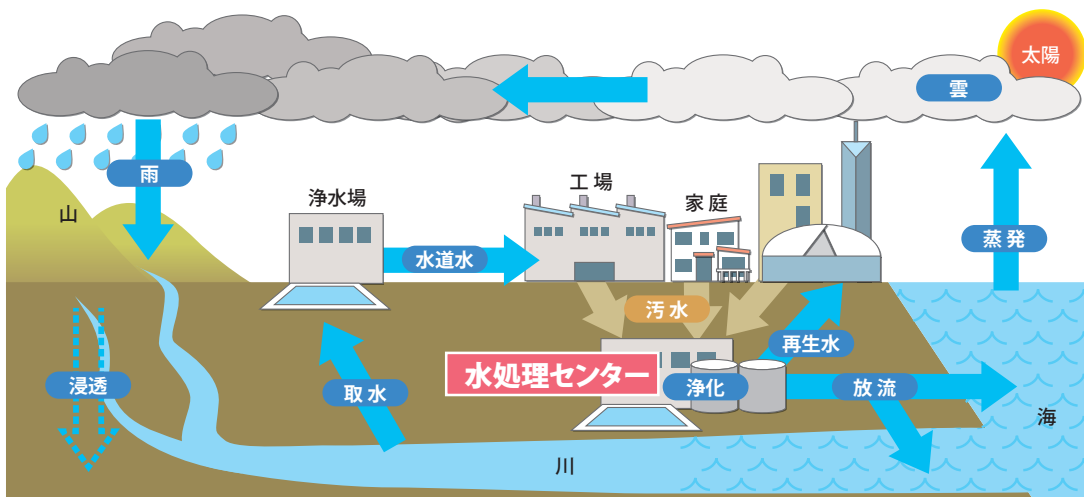 太陽
雲
雨
山
浄水場
工場
家庭
水道水
蒸発
汚水
再生水
水処理センター
浄化
放流
浸透
取水
海
川